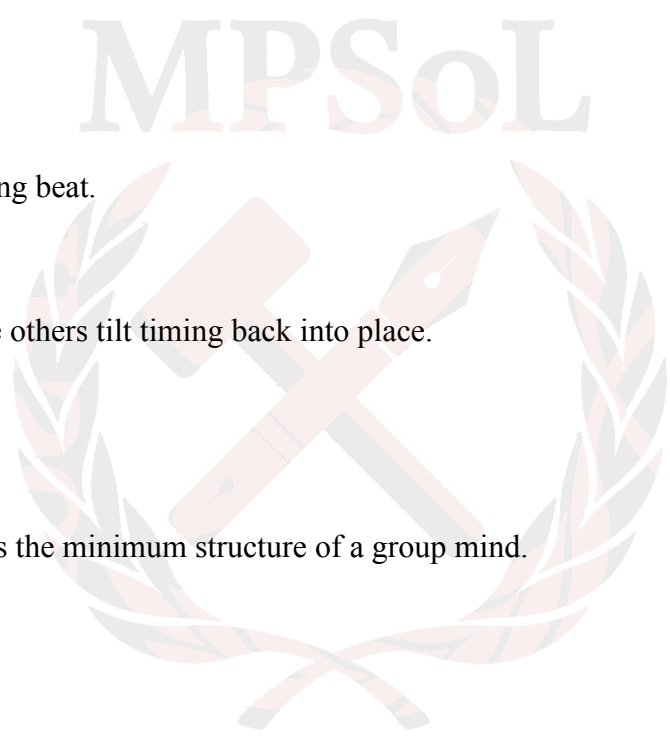 MPSoL
ng beat.
others tilt timing back into place.
s the minimum structure of a group mind.